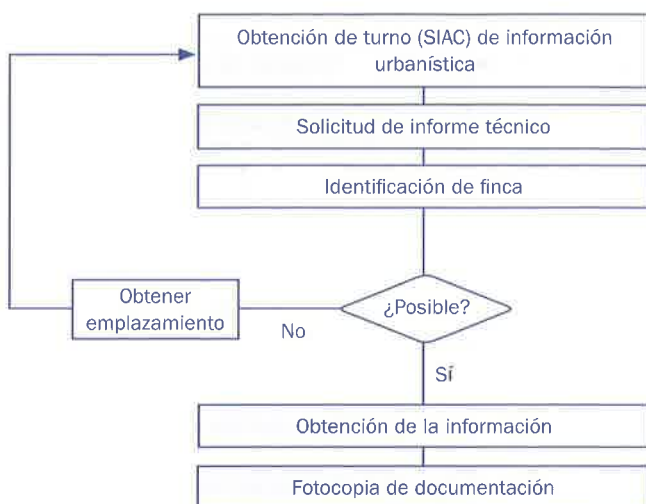 Obtención de turno (SIAC) de información
urbanística
Solicitud de informe técnico
Identificación de finca
¿Posible?
Obtener
emplazamiento
No
Sí
Obtención de la información
Fotocopia de documentación